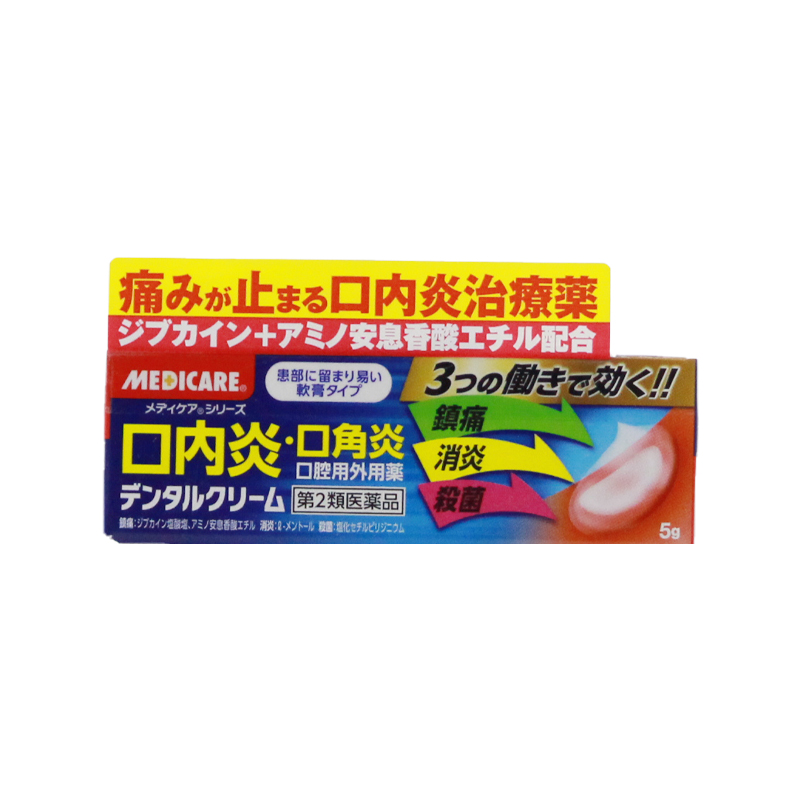 痛みが止まる口内炎治療薬
ジブカイン+アミノ安息香酸エチル配合
MEDICARE®
メディケア®シリーズ
患部に留まり易い
軟膏タイプ
3つの働きで効く!!
口内炎・口角炎
口腔用外用薬
デンタルクリーム
第2類医薬品
鎮痛
消炎
殺菌
鎮痛:ジブカイン塩酸塩、アミノ安息香酸エチル 消炎:ℓ-メントール 殺菌:塩化セチルピリジニウム
5g